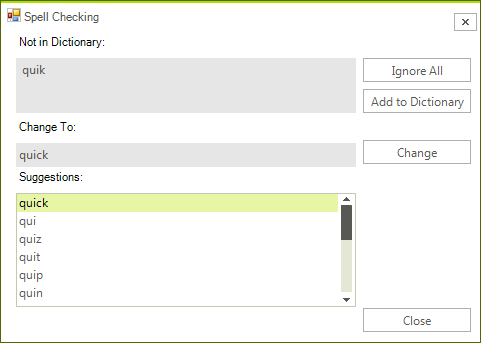 Spell Checking
Not in Dictionary:
quik
Ignore All
Add to Dictionary
Change To:
quick
Change
Suggestions:
quick
qui
quiz
quit
quip
quin
Close